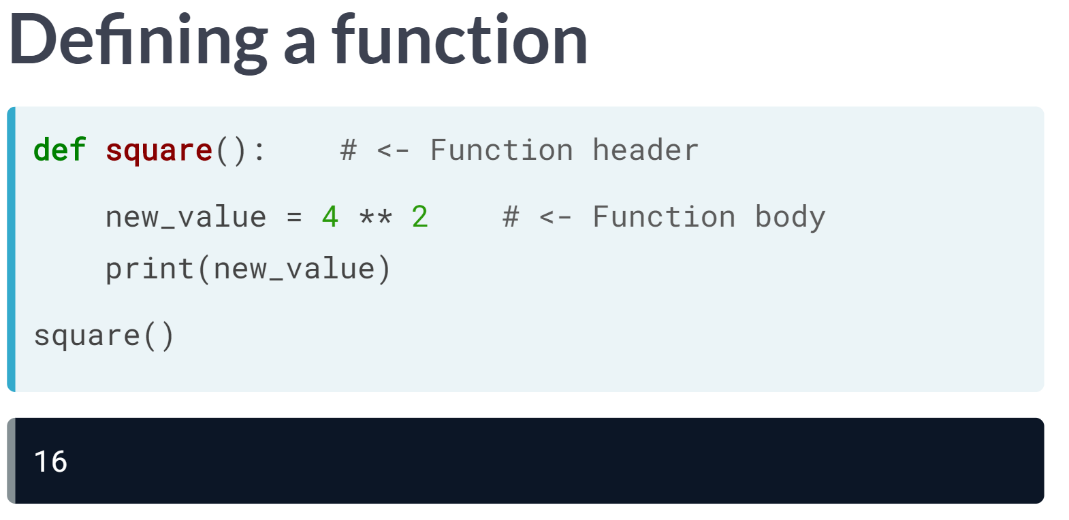 Defining a function
def square():    # <- Function header
    new_value = 4 ** 2    # <- Function body
    print(new_value)
square()
16